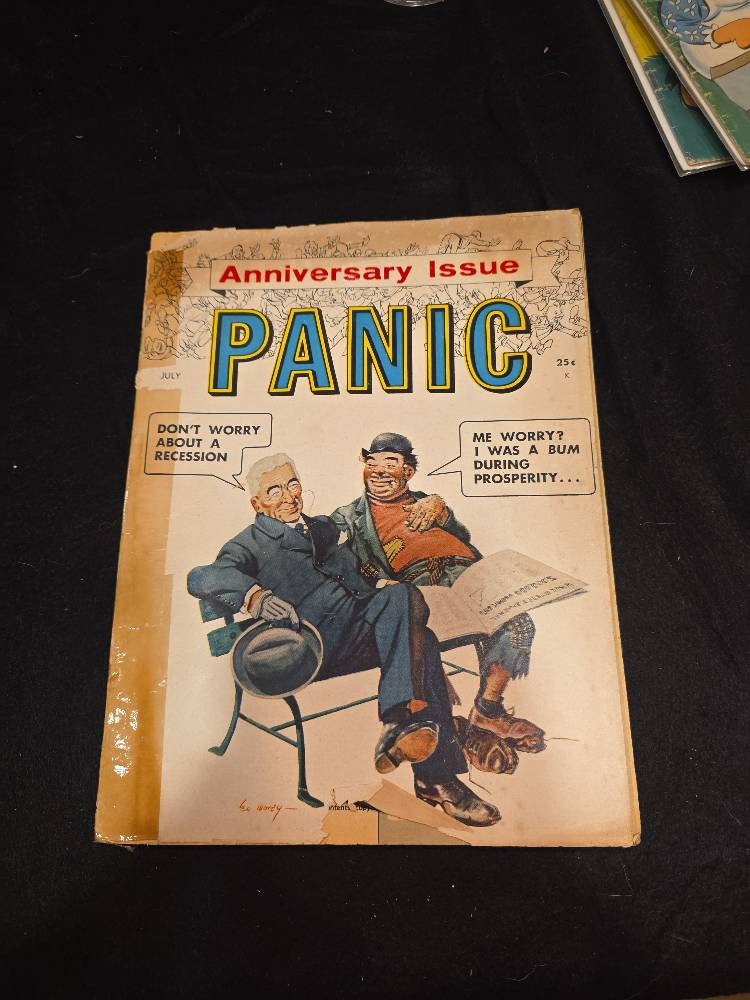 Anniversary Issue
PANIC
JULY
25¢
K
DON'T WORRY
ABOUT A
RECESSION
ME WORRY?
I WAS A BUM
DURING
PROSPERITY...